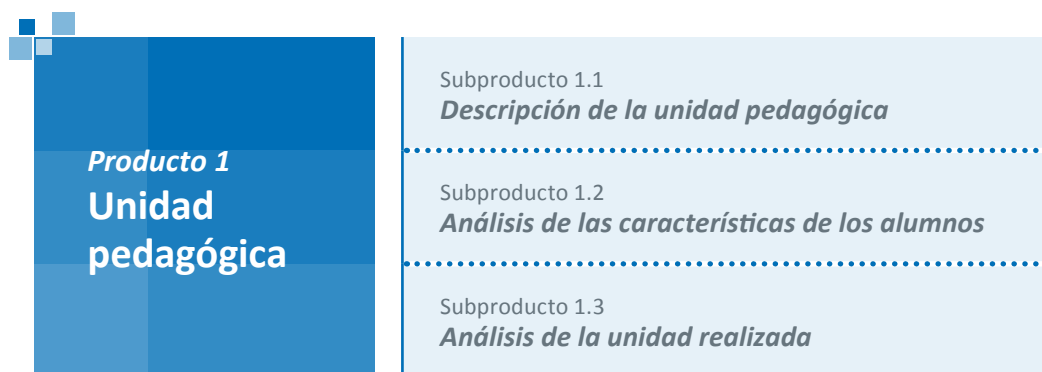 Producto 1
Unidad
pedagógica
Subproducto 1.1
Descripción de la unidad pedagógica
Subproducto 1.2
Análisis de las características de los alumnos
Subproducto 1.3
Análisis de la unidad realizada